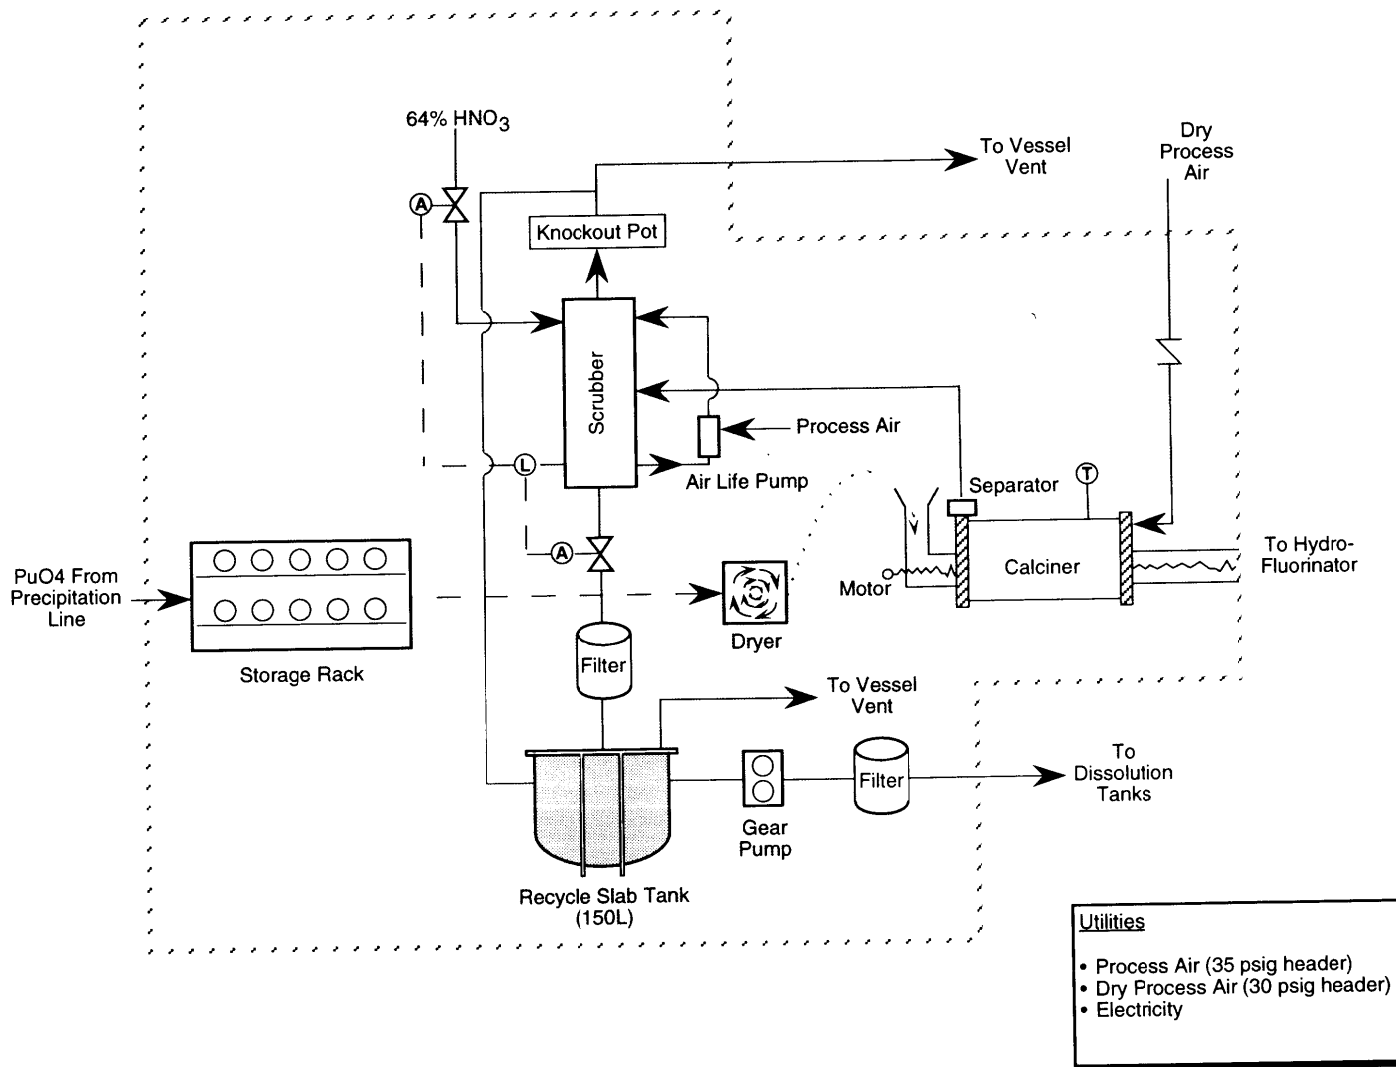 64% HNO3
To Vessel
Vent
Dry
Process
Air
A
Knockout Pot
Scrubber
Process Air
Air Life Pump
L
A
Separator
T
Calciner
Motor
To Hydro-
Fluorinator
PuO4 From
Precipitation
Line
Storage Rack
Dryer
Filter
To Vessel
Vent
Filter
To
Dissolution
Tanks
Gear
Pump
Recycle Slab Tank
(150L)
Utilities
• Process Air (35 psig header)
• Dry Process Air (30 psig header)
• Electricity